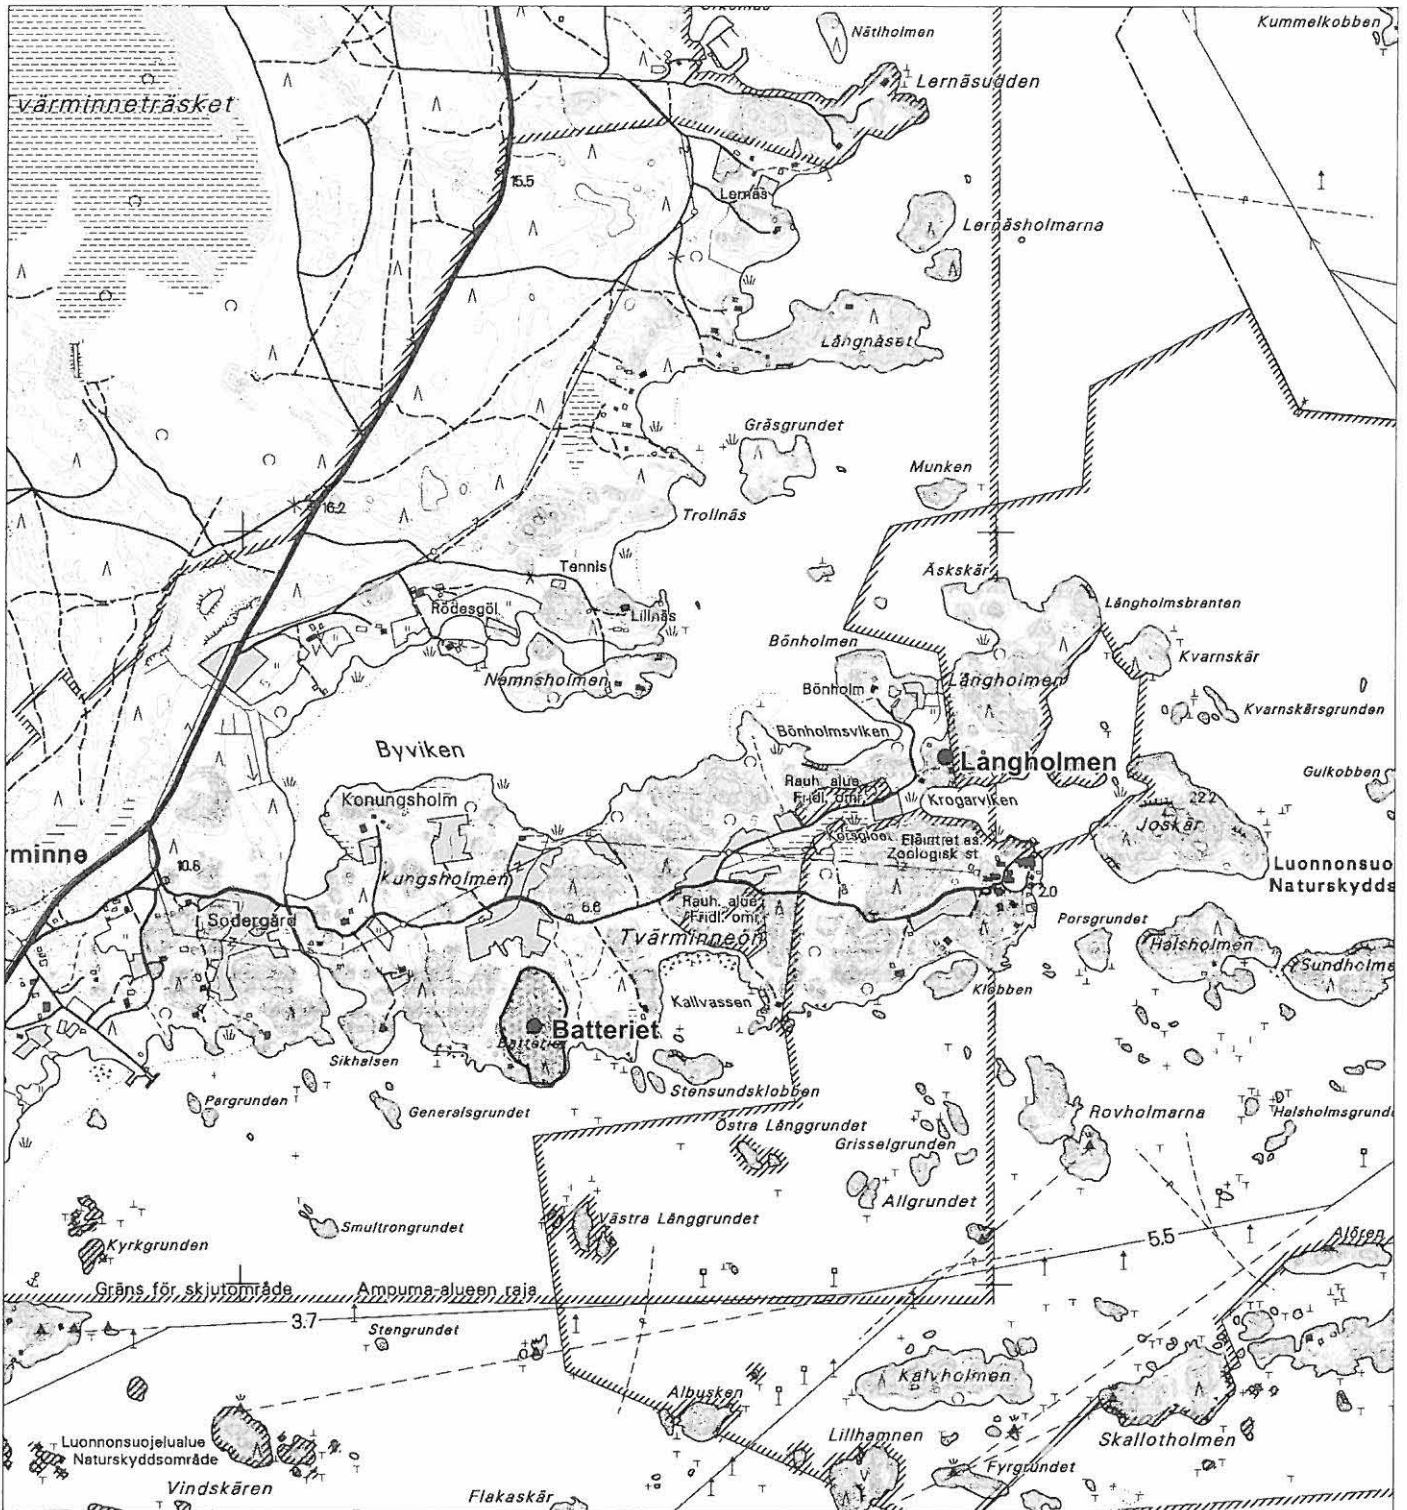 Nätlholmen
Kummelkobben
Lernäsudden
värminneträsket
15.5
Lernäs
Lernäsholmarna
Långnäset
Gräsgrundet
Munken
16.2
Trollnäs
Tennis
Äskskär
Långholmsbranten
Rödesgöl
Lillnäs
Bönholmen
Kvarnskär
Nemnsholmen
Bönholm
Långholmen
Kvarnskärsgrunden
Byviken
Bönholmsviken
Långholmen
Rauh. alue
Fridl. omr.
Gulkobben
Konungsholm
Krogarviken
22.2
Joskär
rminne
Korsgloet
Eläintiet. as.
Zoologisk st.
10.6
Kungsholmen
Luonnonsuo
Naturskydds
2.0
Södergård
6.6
Rauh. alue
Fridl. omr.
Porsgrundet
Tvärminneön
Halsholmen
Sundholme
Kallvassen
Klobben
Batteriet
Sikhalsen
Stensundsklobben
Pargrunden
Generalsgrundet
Rovholmarna
Halsholmsgrund
Östra Långgrundet
Grisselgrunden
Allgrundet
Västra Långgrundet
Smultrongrundet
Kyrkgrunden
5.5
Alören
Gräns för skjutområde
Ampuma-alueen raja
3.7
Stengrundet
Kalvholmen
Albusken
Luonnonsuojelualue
Naturskyddsområde
Lillhamnen
Skallotholmen
Fyrgrundet
Vindskären
Flakaskär